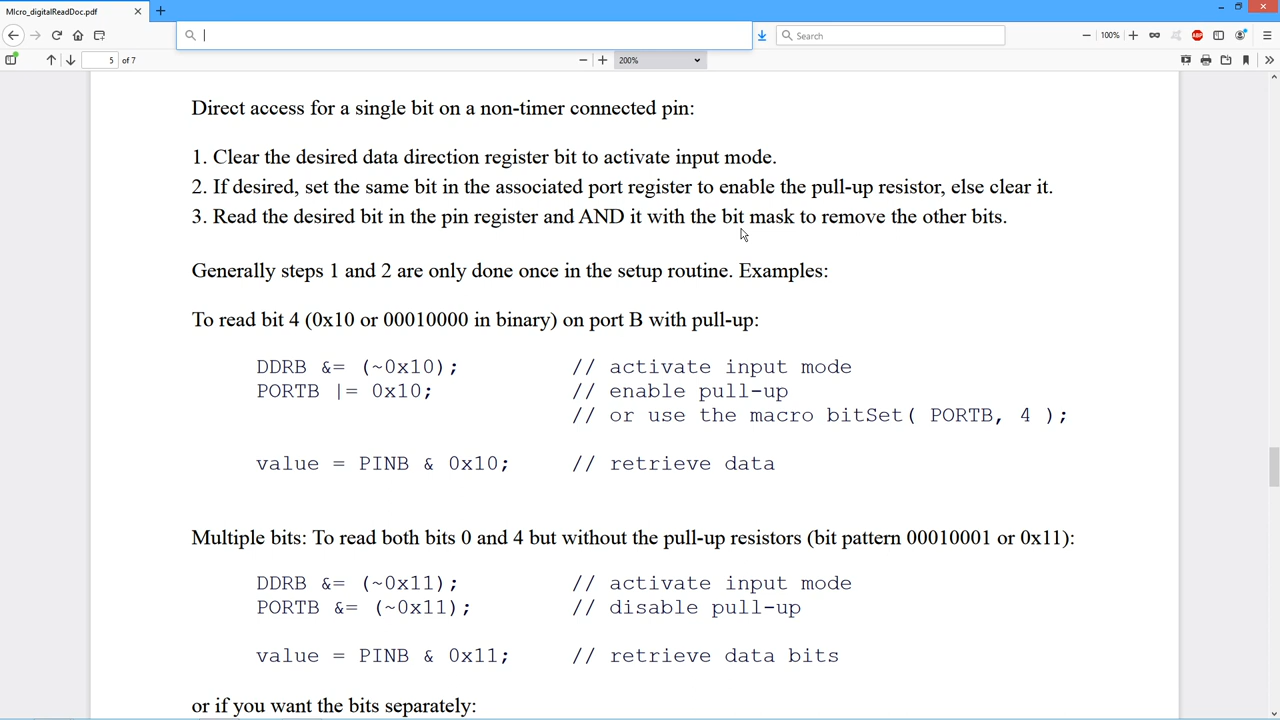 MIcro_digitalReadDoc.pdf
Search
100%
5 of 7
200%
Direct access for a single bit on a non-timer connected pin:
1. Clear the desired data direction register bit to activate input mode.
2. If desired, set the same bit in the associated port register to enable the pull-up resistor, else clear it.
3. Read the desired bit in the pin register and AND it with the bit mask to remove the other bits.
Generally steps 1 and 2 are only done once in the setup routine. Examples:
To read bit 4 (0x10 or 00010000 in binary) on port B with pull-up:
DDRB &= (~0x10); // activate input mode
PORTB |= 0x10; // enable pull-up
// or use the macro bitSet( PORTB, 4 );
value = PINB & 0x10; // retrieve data
Multiple bits: To read both bits 0 and 4 but without the pull-up resistors (bit pattern 00010001 or 0x11):
DDRB &= (~0x11); // activate input mode
PORTB &= (~0x11); // disable pull-up
value = PINB & 0x11; // retrieve data bits
or if you want the bits separately: